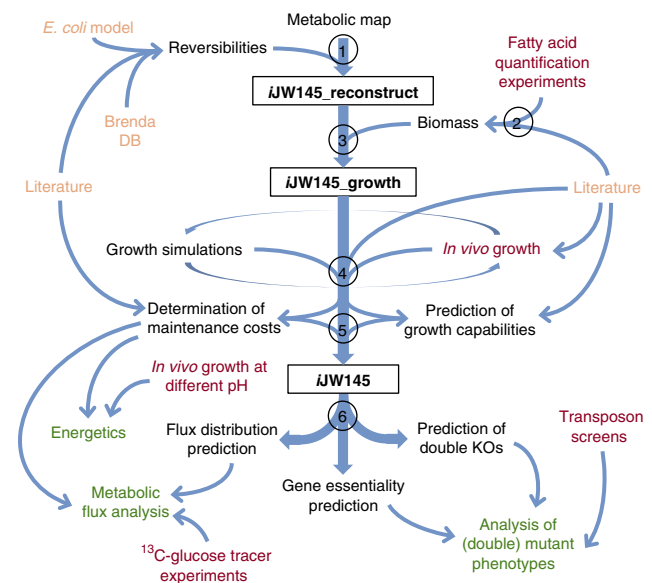 Metabolic map
E. coli model
Reversibilities
1
Fatty acid
quantification
experiments
iJW145_reconstruct
Brenda
DB
Biomass
2
3
Literature
iJW145_growth
Literature
Growth simulations
In vivo growth
4
Determination of
maintenance costs
5
Prediction of
growth capabilities
In vivo growth at
different pH
iJW145
6
Energetics
Flux distribution
prediction
Prediction of
double KOs
Transposon
screens
Metabolic
flux analysis
Gene essentiality
prediction
Analysis of
(double) mutant
phenotypes
¹³C-glucose tracer
experiments